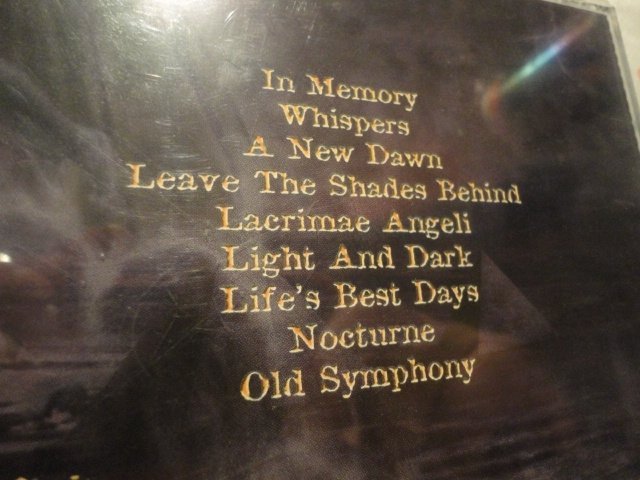 In Memory
Whispers
A New Dawn
Leave The Shades Behind
Lacrimae Angeli
Light And Dark
Life's Best Days
Nocturne
Old Symphony